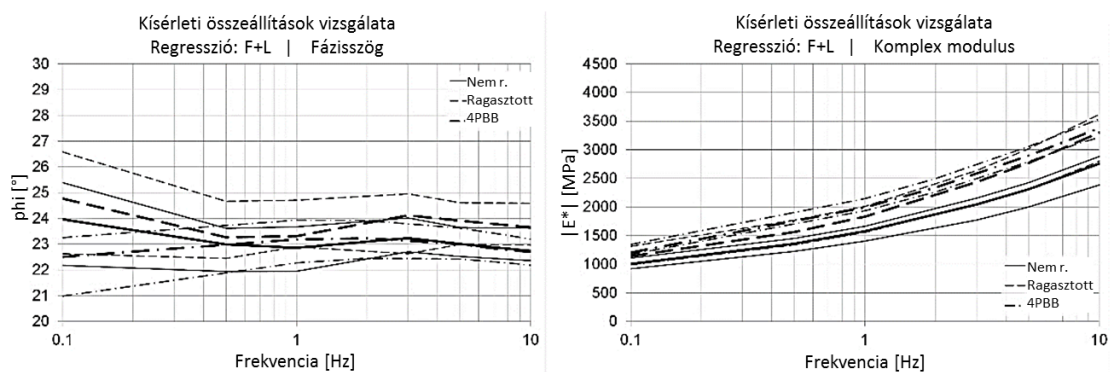 Kísérleti összeállítások vizsgálata
Regresszió: F+L | Fázisszög
30
29
28
27
26
25
24
23
22
21
20
phi [°]
Nem r.
Ragasztott
4PBB
0.1
1
10
Frekvencia [Hz]
Kísérleti összeállítások vizsgálata
Regresszió: F+L | Komplex modulus
4500
4000
3500
3000
2500
2000
1500
1000
500
0
|E*| [MPa]
Nem r.
Ragasztott
4PBB
0.1
1
10
Frekvencia [Hz]